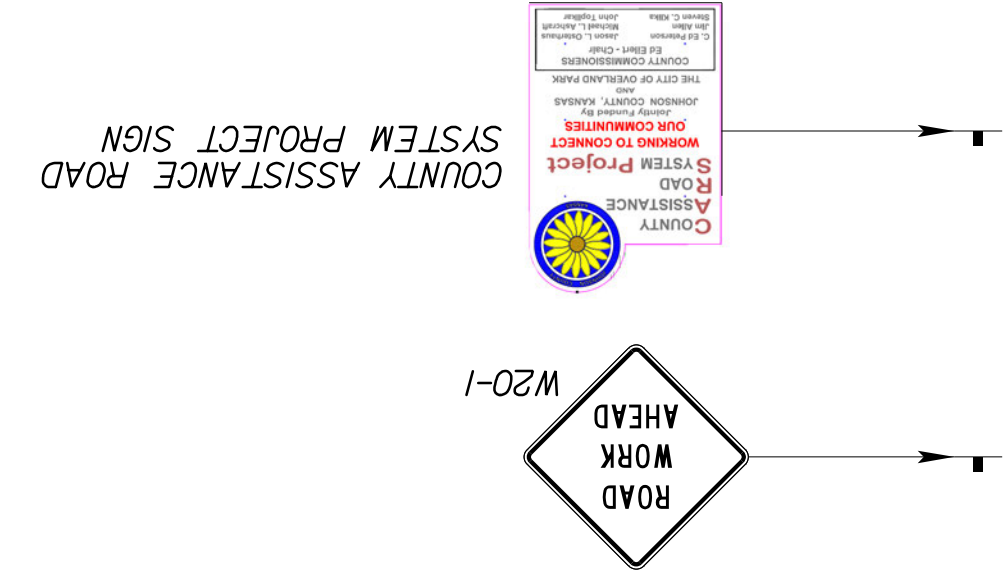 ROAD
WORK
AHEAD
W20-1
COUNTY
ASSISTANCE
ROAD
SYSTEM Project
WORKING TO CONNECT
OUR COMMUNITIES
Jointly Funded By
JOHNSON COUNTY, KANSAS
AND
THE CITY OF OVERLAND PARK
COUNTY COMMISSIONERS
Ed Eilert - Chair
C. Ed Peterson Jason L. Osterhaus
Jim Allen Michael L. Ashcraft
Steven C. Klika John Toplikar
COUNTY ASSISTANCE ROAD
SYSTEM PROJECT SIGN